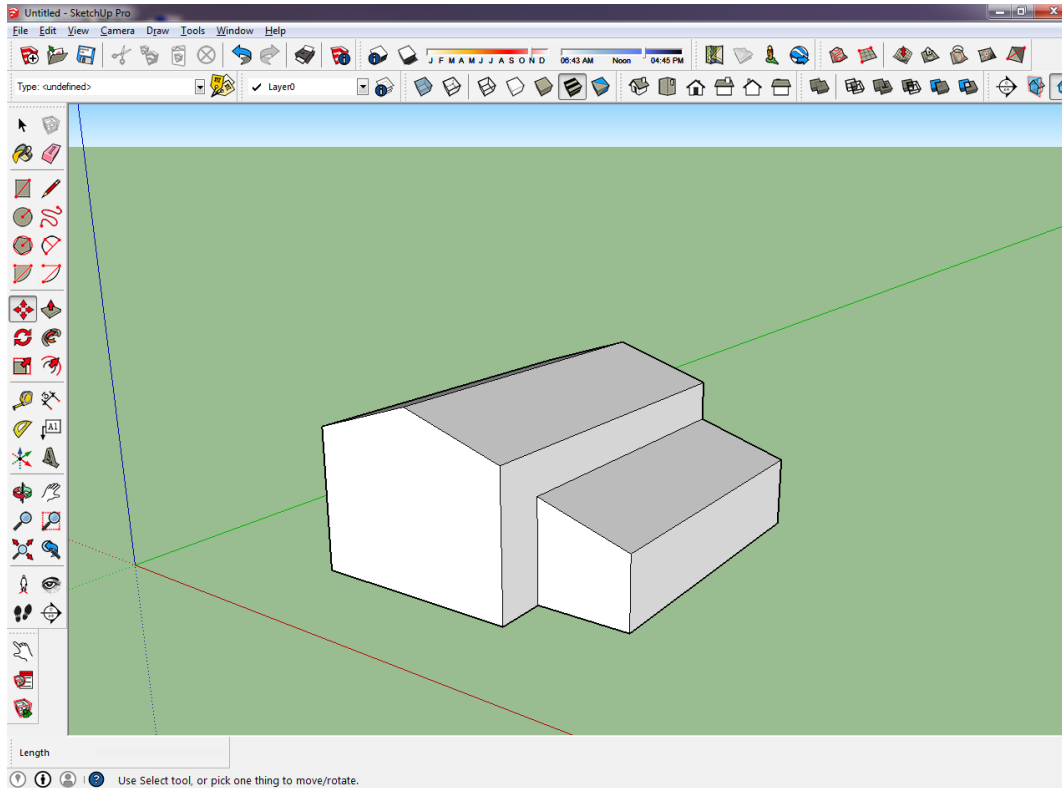 Untitled - SketchUp Pro
File Edit View Camera Draw Tools Window Help
J F M A M J J A S O N D 06:43 AM Noon 04:45 PM
Type: <undefined> Layer0
A1
Length
Use Select tool, or pick one thing to move/rotate.